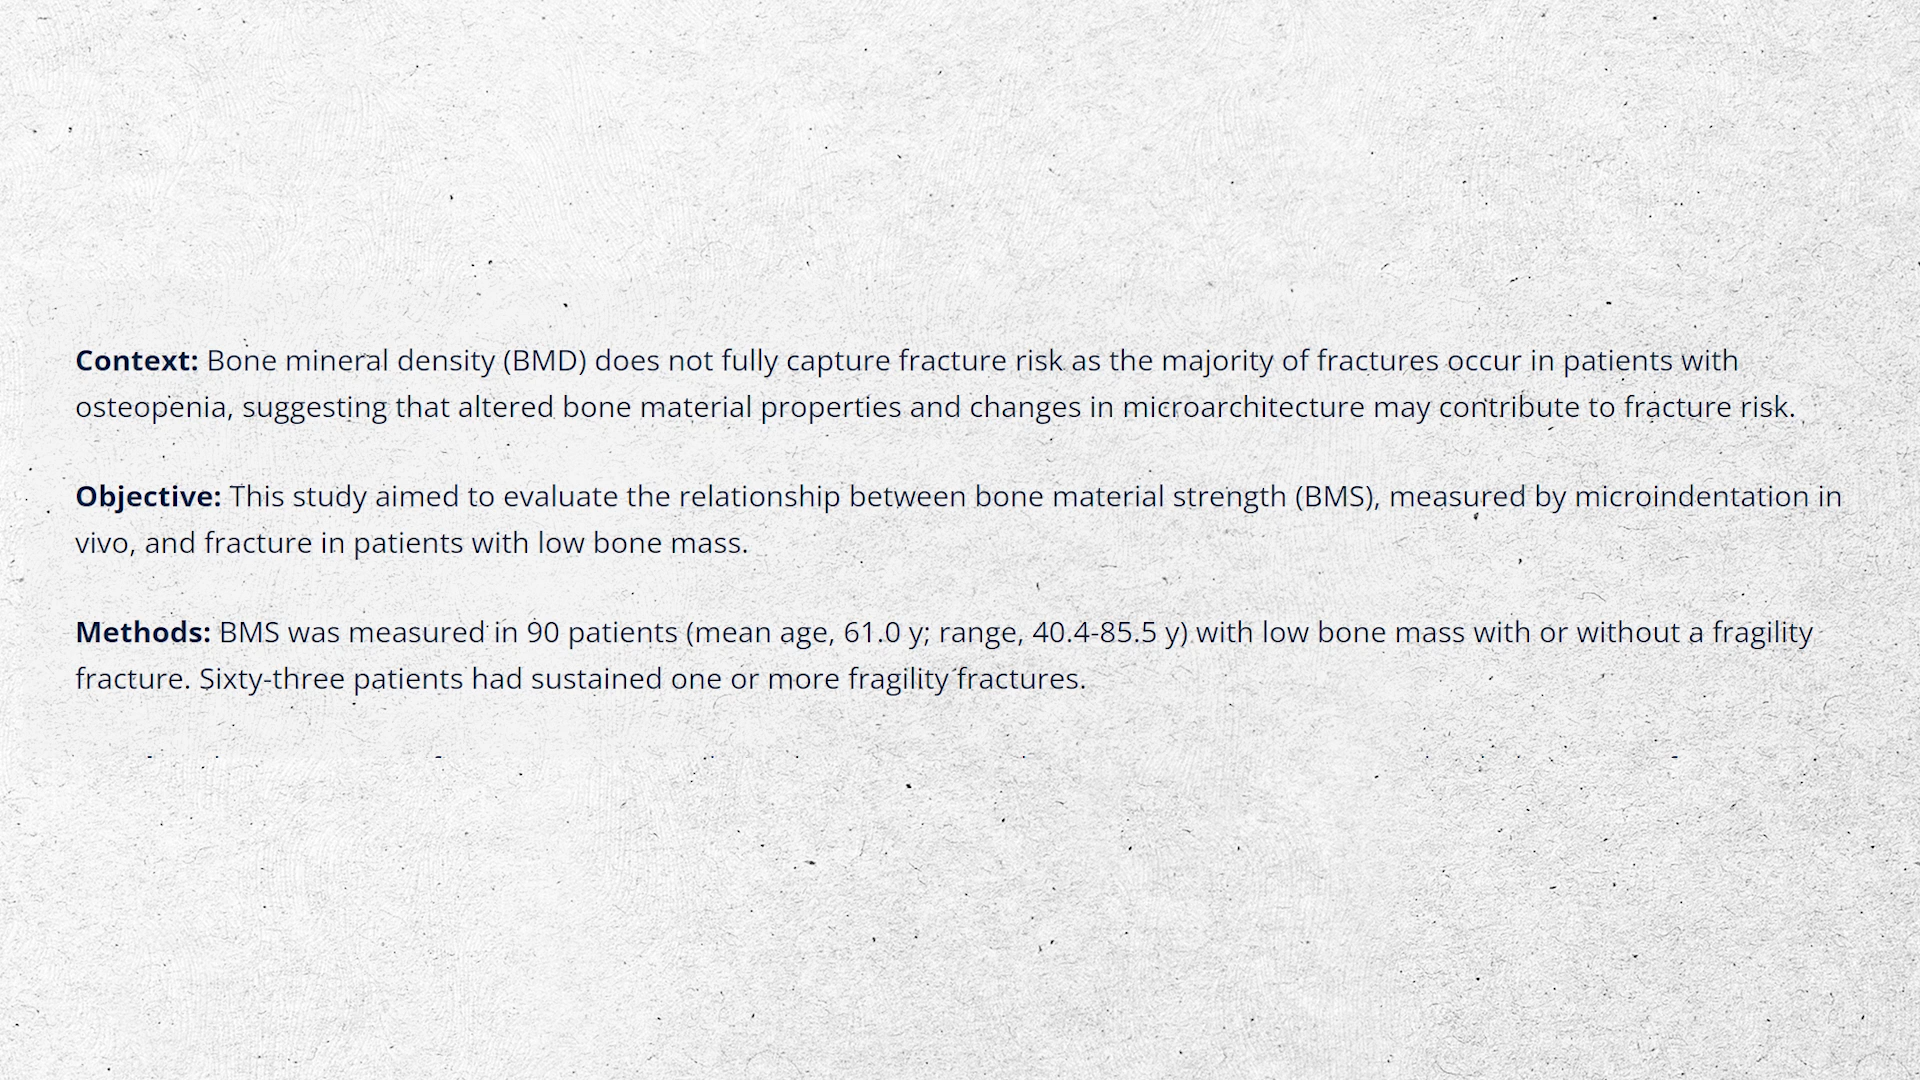 Context: Bone mineral density (BMD) does not fully capture fracture risk as the majority of fractures occur in patients with
osteopenia, suggesting that altered bone material properties and changes in microarchitecture may contribute to fracture risk.
Objective: This study aimed to evaluate the relationship between bone material strength (BMS), measured by microindentation in
vivo, and fracture in patients with low bone mass.
Methods: BMS was measured in 90 patients (mean age, 61.0 y; range, 40.4-85.5 y) with low bone mass with or without a fragility
fracture. Sixty-three patients had sustained one or more fragility fractures.